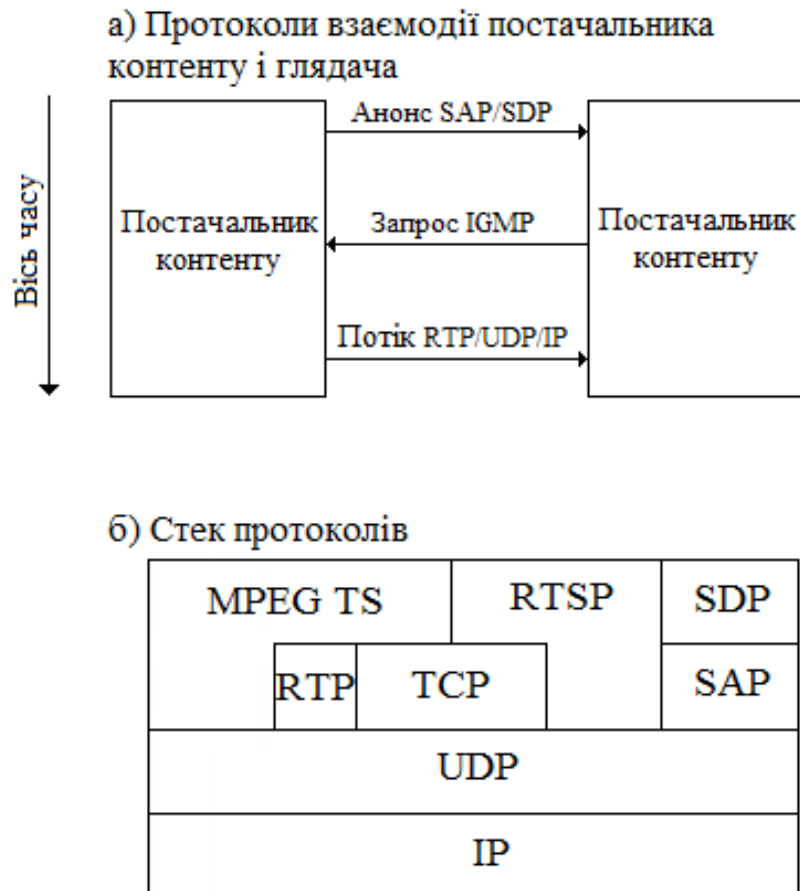 а) Протоколи взаємодії постачальника
контенту і глядача
Анонс SAP/SDP
Вісь часу
Постачальник
контенту
Запрос IGMP
Постачальник
контенту
Потік RTP/UDP/IP
б) Стек протоколів
MPEG TS
RTSP
SDP
RTP
TCP
SAP
UDP
IP